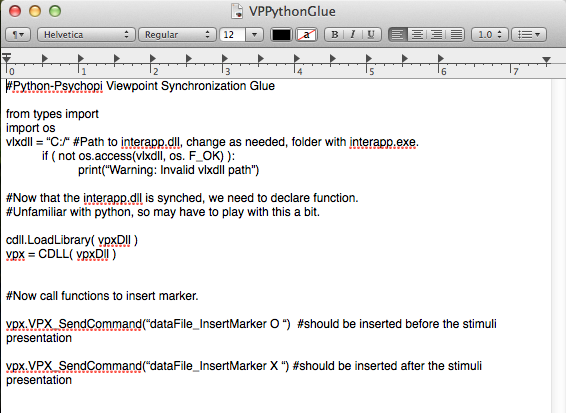 VPPythonGlue
¶ Helvetica Regular 12 a B I U 1.0
0 1 2 3 4 5 6 7
#Python-Psychopi Viewpoint Synchronization Glue
from types import
import os
vlxdll = “C:/“ #Path to interapp.dll, change as needed, folder with interapp.exe.
if ( not os.access(vlxdll, os. F_OK) ):
print(“Warning: Invalid vlxdll path”)
#Now that the interapp.dll is synched, we need to declare function.
#Unfamiliar with python, so may have to play with this a bit.
cdll.LoadLibrary( vpxDll )
vpx = CDLL( vpxDll )
#Now call functions to insert marker.
vpx.VPX_SendCommand(“dataFile_InsertMarker O “) #should be inserted before the stimuli
presentation
vpx.VPX_SendCommand(“dataFile_InsertMarker X “) #should be inserted after the stimuli
presentation